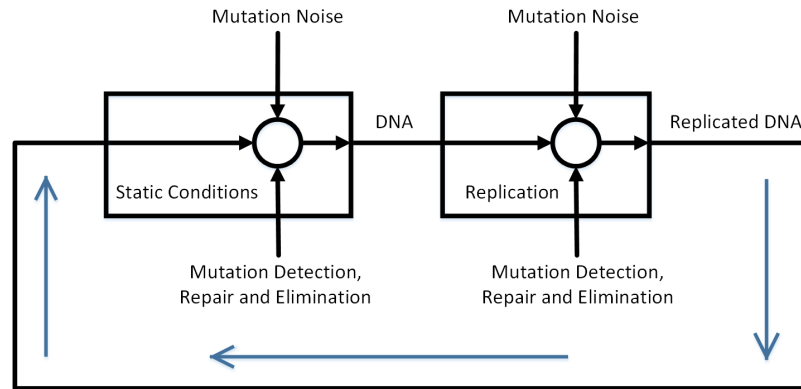 Mutation Noise
Mutation Noise
DNA
Replicated DNA
Static Conditions
Replication
Mutation Detection,
Repair and Elimination
Mutation Detection,
Repair and Elimination